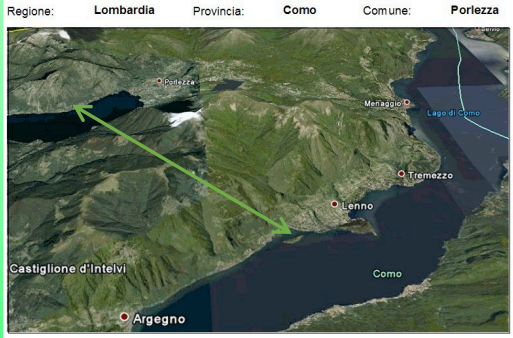 Regione: Lombardia Provincia: Como Comune: Porlezza
Porlezza
Menaggio
Lago di Como
Tremezzo
Lenno
Castiglione d'Intelvi
Como
Argegno